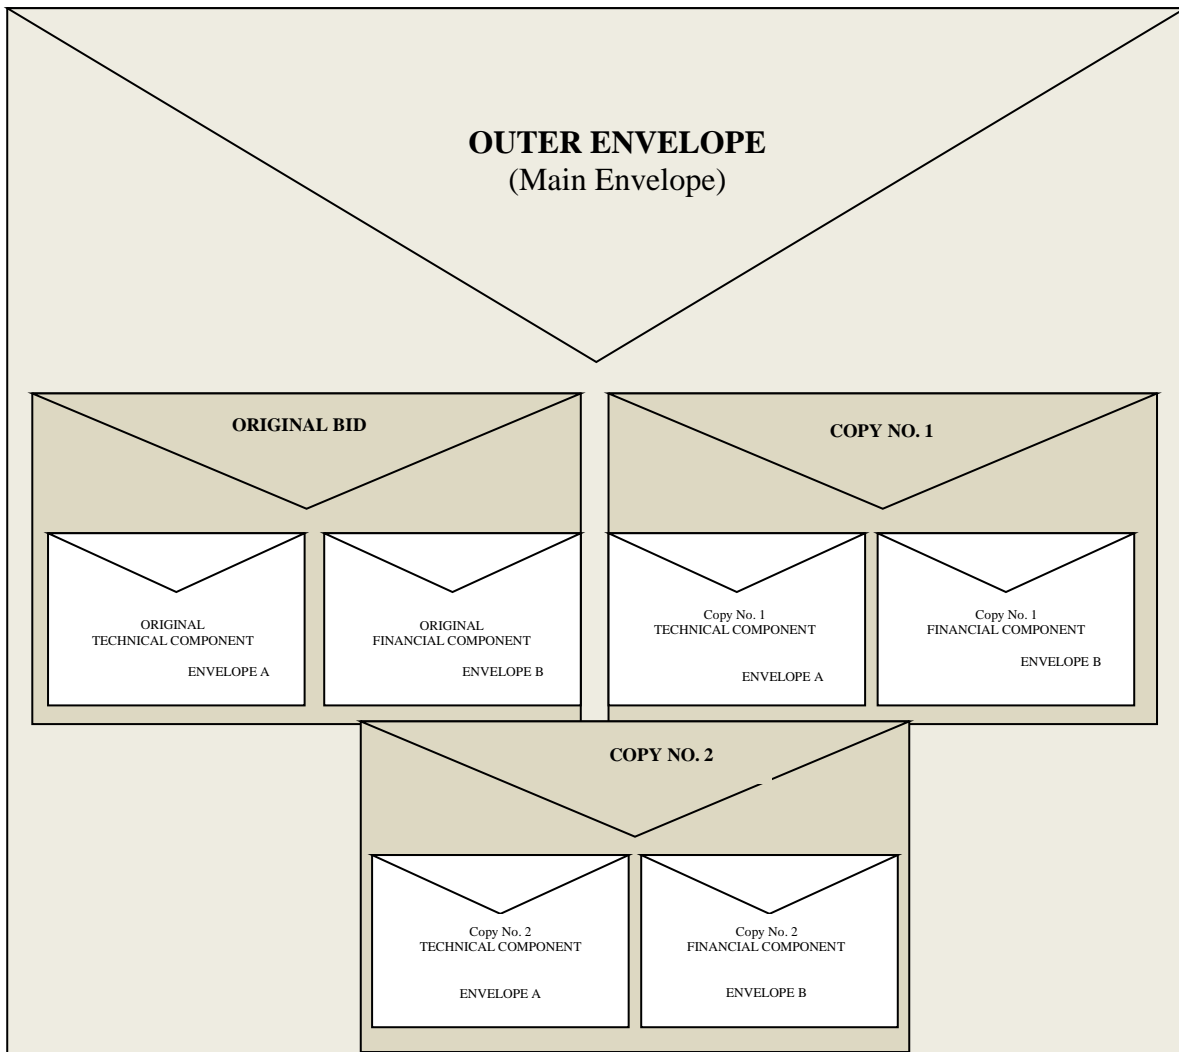 OUTER ENVELOPE
(Main Envelope)
ORIGINAL BID
ORIGINAL
TECHNICAL COMPONENT
ENVELOPE A
ORIGINAL
FINANCIAL COMPONENT
ENVELOPE B
COPY NO. 1
Copy No. 1
TECHNICAL COMPONENT
ENVELOPE A
Copy No. 1
FINANCIAL COMPONENT
ENVELOPE B
COPY NO. 2
Copy No. 2
TECHNICAL COMPONENT
ENVELOPE A
Copy No. 2
FINANCIAL COMPONENT
ENVELOPE B